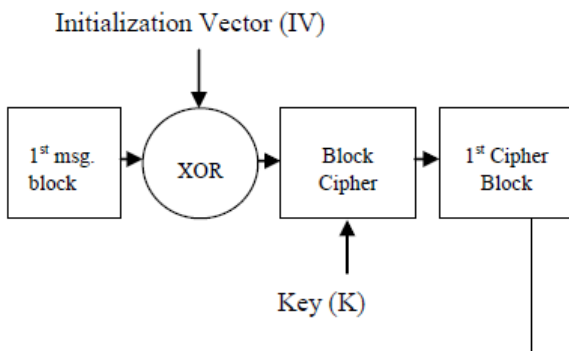 Initialization Vector (IV)
1st msg.
block
XOR
Block
Cipher
1st Cipher
Block
Key (K)